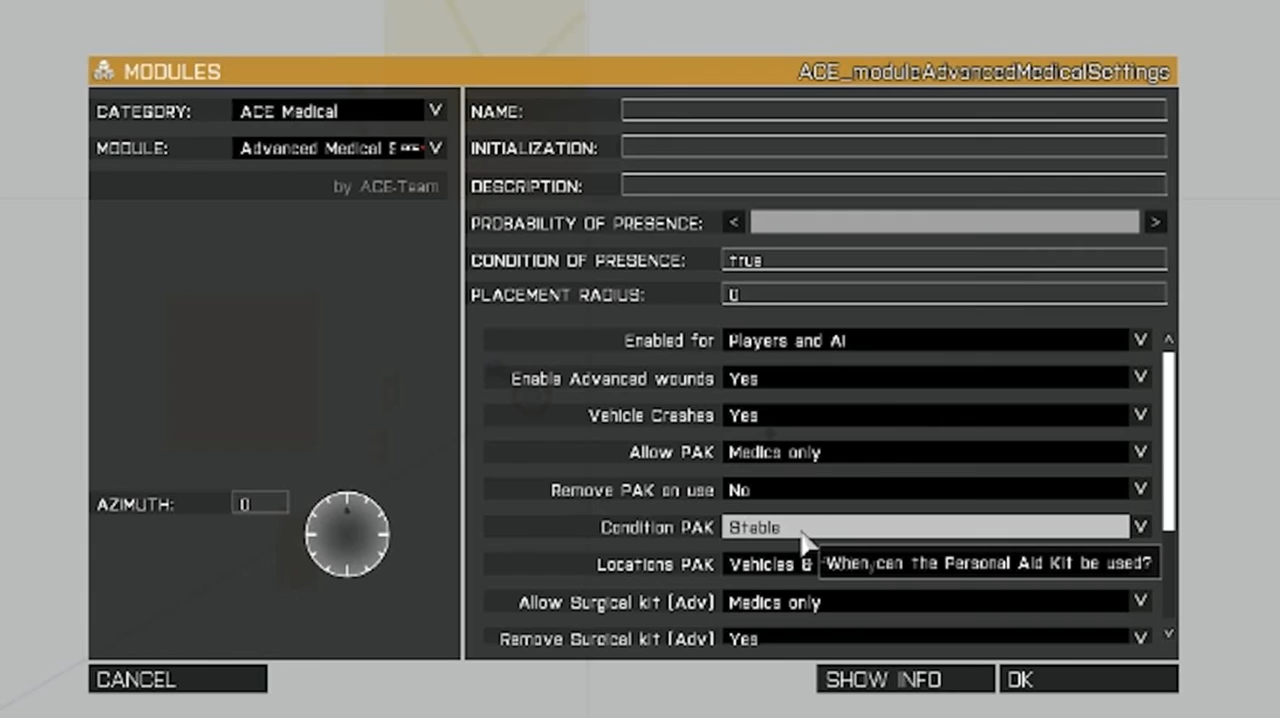 MODULES
ACE_moduleAdvancedMedicalSettings
CATEGORY: ACE Medical V
MODULE: Advanced Medical S V
by ACE-Team
AZIMUTH: 0
NAME:
INITIALIZATION:
DESCRIPTION:
PROBABILITY OF PRESENCE: < >
CONDITION OF PRESENCE: true
PLACEMENT RADIUS: 0
Enabled for Players and AI V
Enable Advanced wounds Yes V
Vehicle Crashes Yes V
Allow PAK Medics only V
Remove PAK on use No V
Condition PAK Stable V
Locations PAK Vehicles &
When can the Personal Aid Kit be used?
Allow Surgical kit (Adv) Medics only V
Remove Surgical kit (Adv) Yes V
CANCEL
SHOW INFO
OK